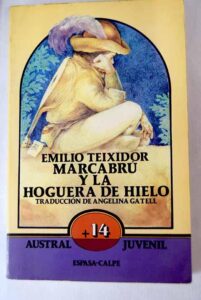 EMILIO TEIXIDOR
MARCABRÚ
Y LA
HOGUERA DE HIELO
TRADUCCIÓN DE ANGELINA GATELL
+14
AUSTRAL JUVENIL
ESPASA-CALPE